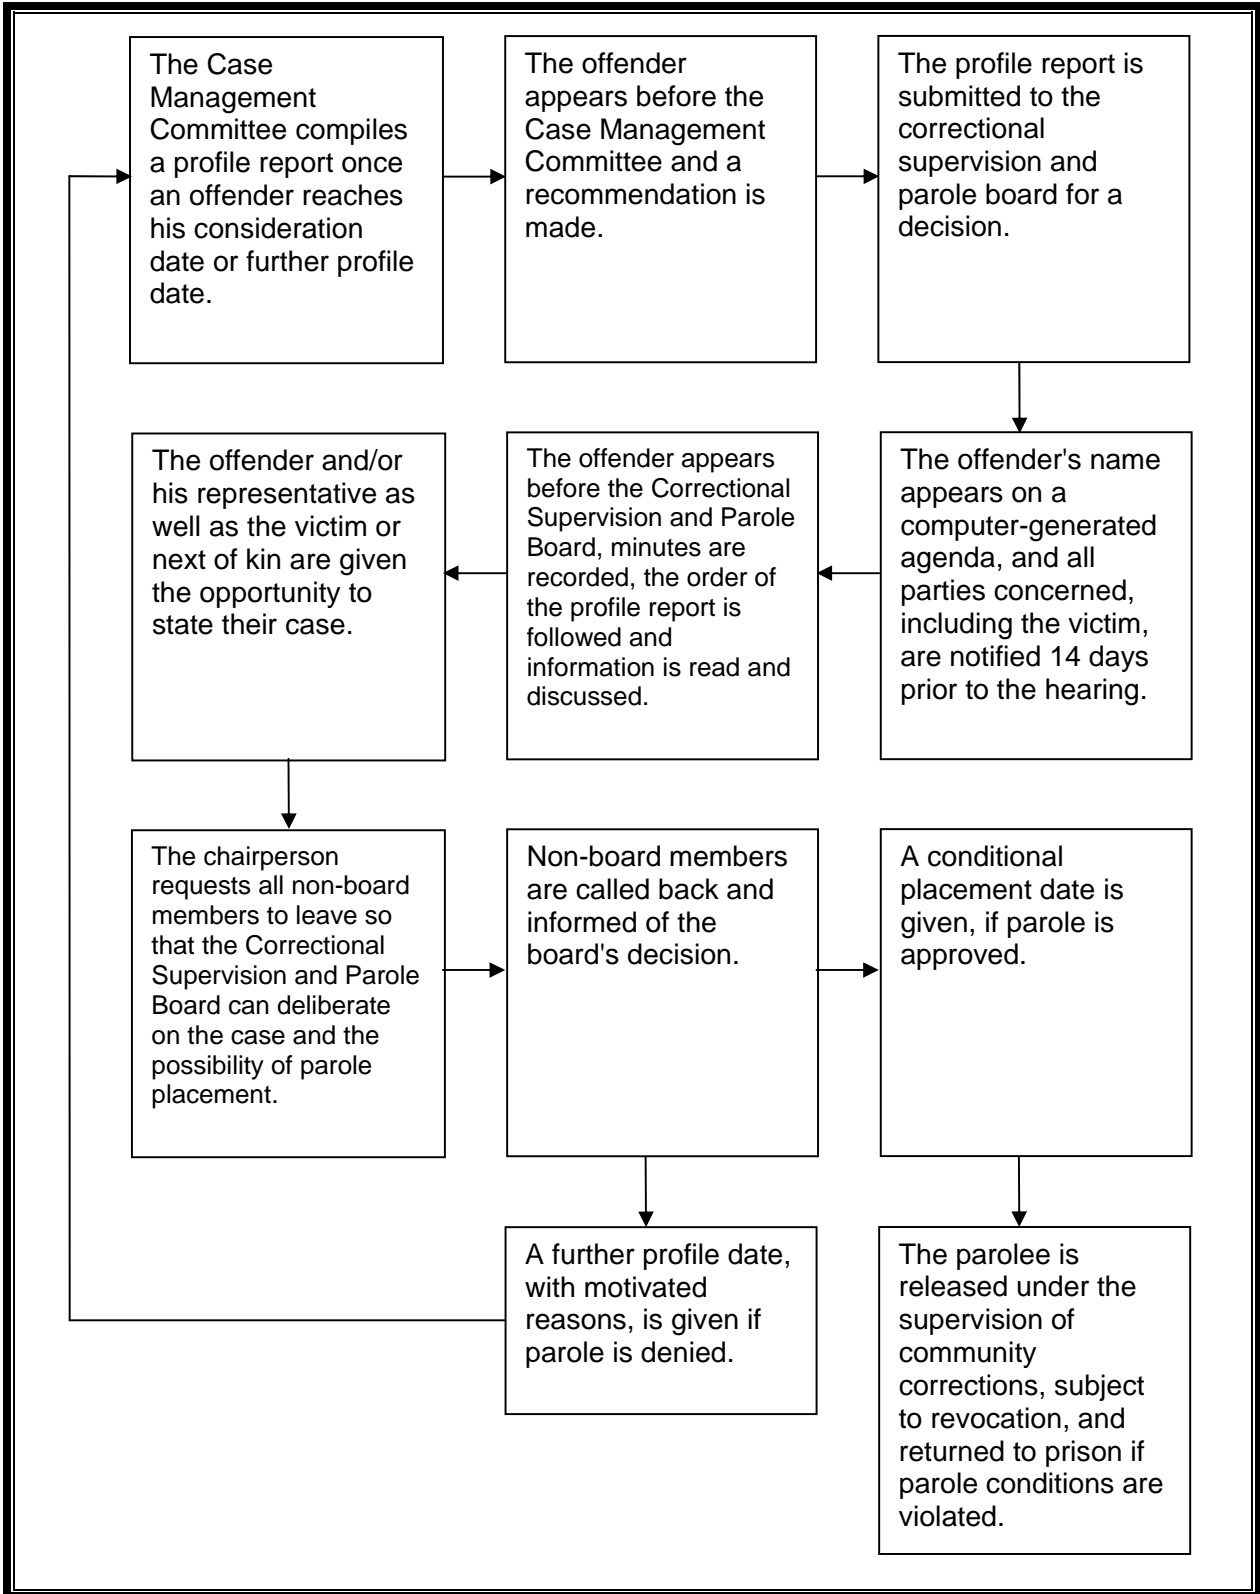 The Case
Management
Committee compiles
a profile report once
an offender reaches
his consideration
date or further profile
date.
The offender
appears before the
Case Management
Committee and a
recommendation is
made.
The profile report is
submitted to the
correctional
supervision and
parole board for a
decision.
The offender's name
appears on a
computer-generated
agenda, and all
parties concerned,
including the victim,
are notified 14 days
prior to the hearing.
The offender appears
before the Correctional
Supervision and Parole
Board, minutes are
recorded, the order of
the profile report is
followed and
information is read and
discussed.
The offender and/or
his representative as
well as the victim or
next of kin are given
the opportunity to
state their case.
The chairperson
requests all non-board
members to leave so
that the Correctional
Supervision and Parole
Board can deliberate
on the case and the
possibility of parole
placement.
Non-board members
are called back and
informed of the
board's decision.
A conditional
placement date is
given, if parole is
approved.
A further profile date,
with motivated
reasons, is given if
parole is denied.
The parolee is
released under the
supervision of
community
corrections, subject
to revocation, and
returned to prison if
parole conditions are
violated.